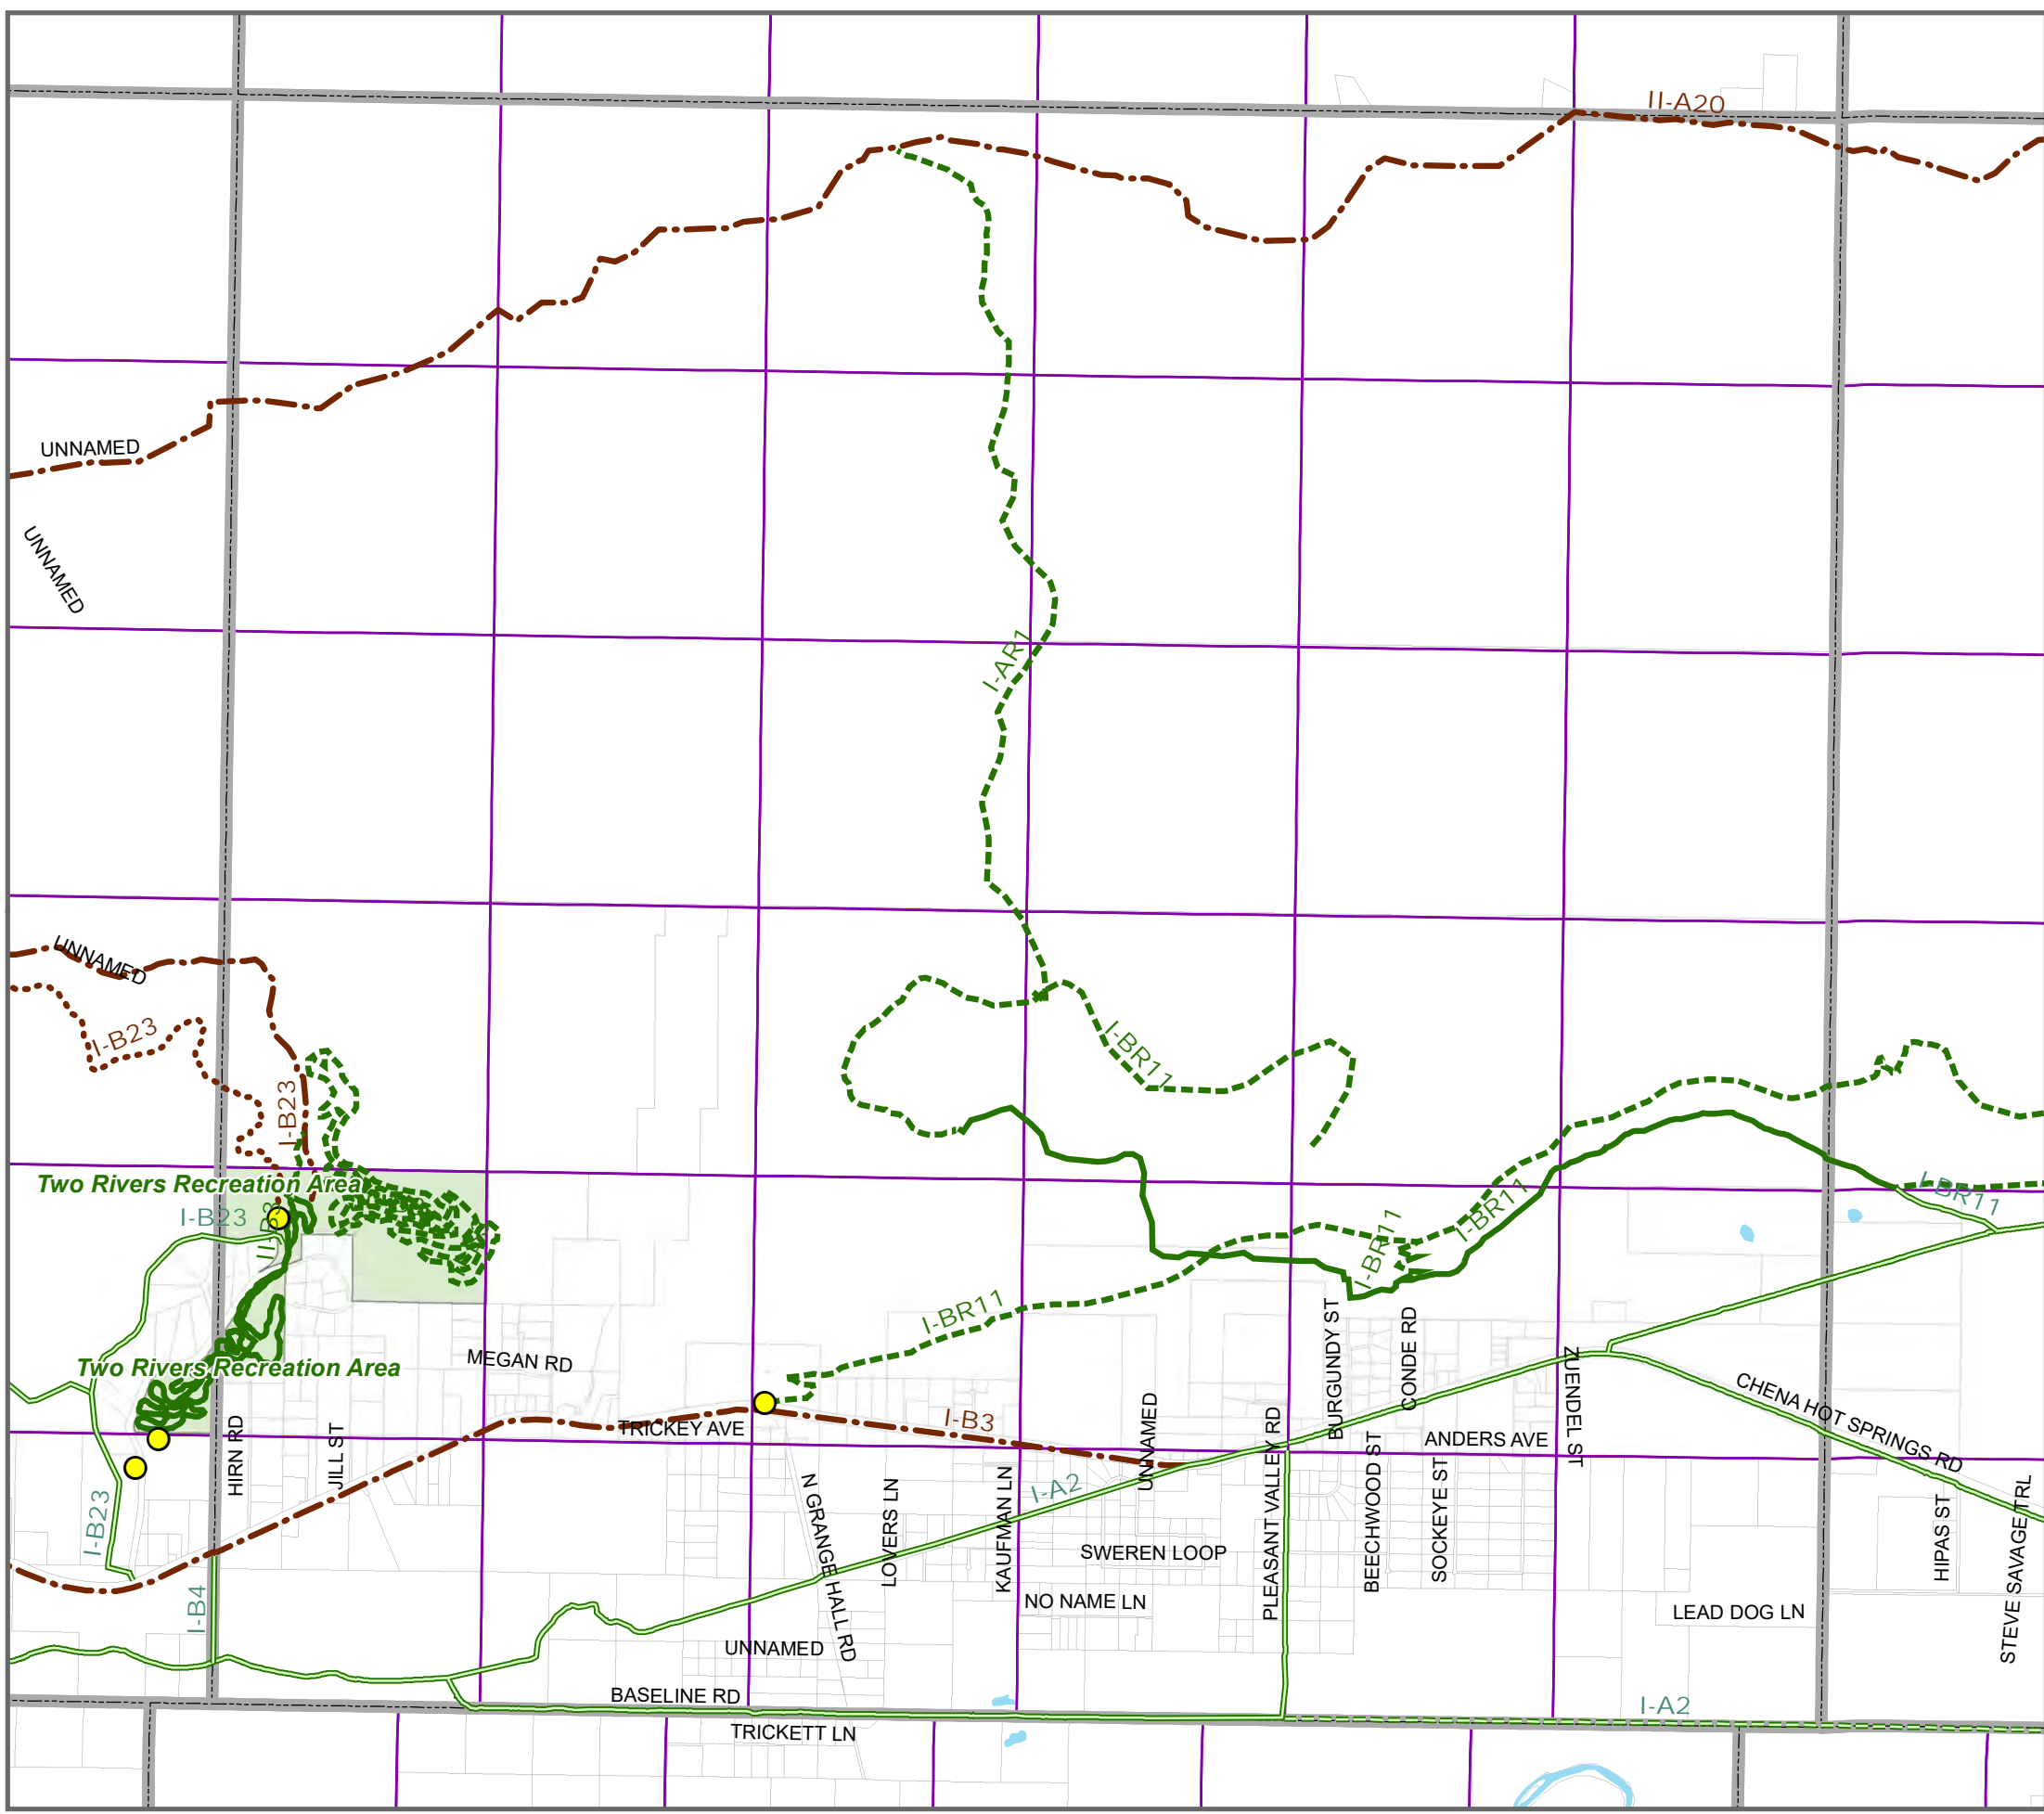 II-A20
UNNAMED
UNNAMED
I-AR1
UNNAMED
I-B23
I-BR11
I-B23
Two Rivers Recreation Area
I-B23
I-BR11
I-BR11
I-BR11
I-BR11
Two Rivers Recreation Area
MEGAN RD
BURGUNDY ST
CONDE RD
ZUENDEL ST
CHENA HOT SPRINGS RD
TRICKEY AVE
I-B3
UNNAMED
ANDERS AVE
HIRN RD
JILL ST
I-B23
I-A2
N GRANGE HALL RD
LOVERS LN
KAUFMAN LN
SWEREN LOOP
PLEASANT VALLEY RD
BEECHWOOD ST
SOCKEYE ST
HIPAS ST
STEVE SAVAGE TRL
I-B4
NO NAME LN
LEAD DOG LN
UNNAMED
BASELINE RD
I-A2
TRICKETT LN